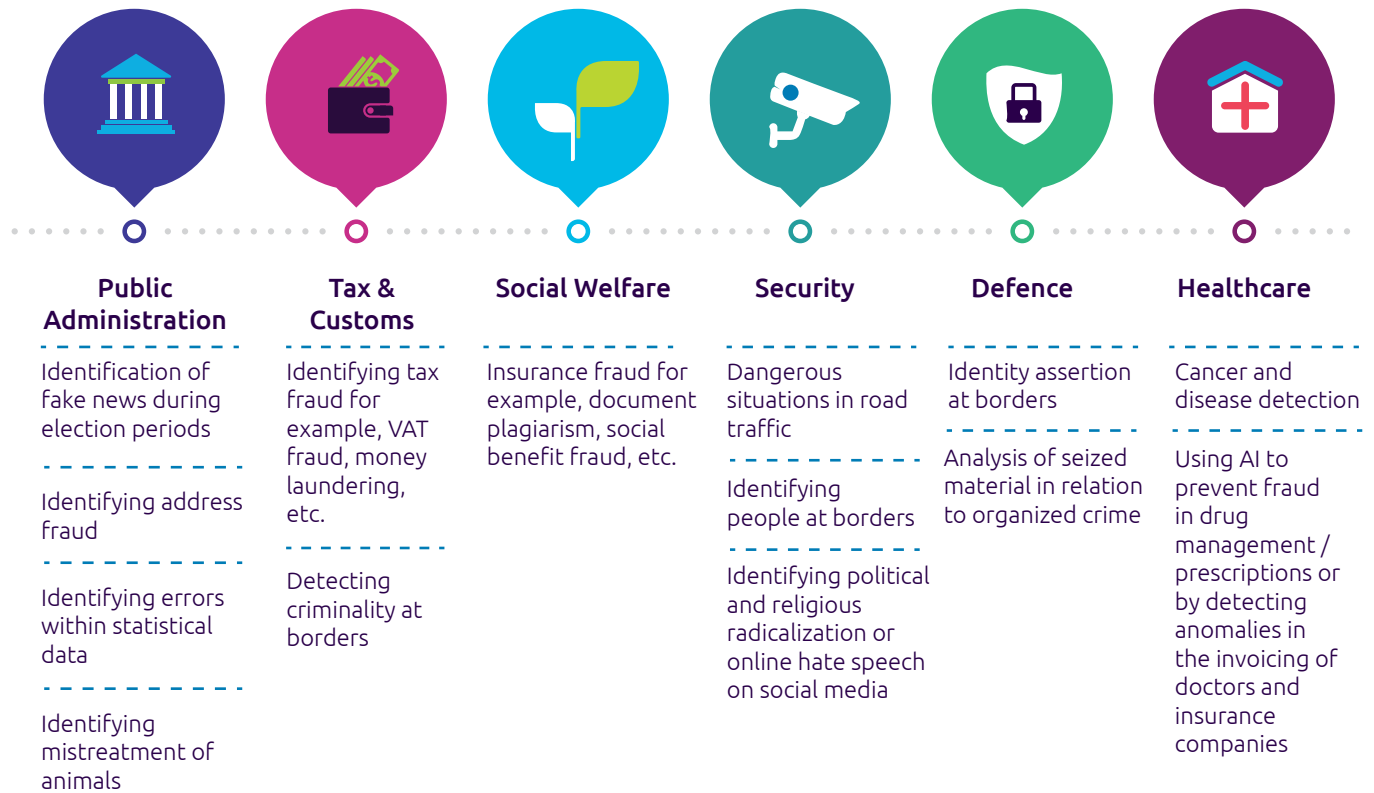 Public
Administration
Identification of
fake news during
election periods
Identifying address
fraud
Identifying errors
within statistical
data
Identifying
mistreatment of
animals
Tax &
Customs
Identifying tax
fraud for
example, VAT
fraud, money
laundering,
etc.
Detecting
criminality at
borders
Social Welfare
Insurance fraud for
example, document
plagiarism, social
benefit fraud, etc.
Security
Dangerous
situations in road
traffic
Identifying
people at borders
Identifying political
and religious
radicalization or
online hate speech
on social media
Defence
Identity assertion
at borders
Analysis of seized
material in relation
to organized crime
Healthcare
Cancer and
disease detection
Using AI to
prevent fraud
in drug
management /
prescriptions or
by detecting
anomalies in
the invoicing of
doctors and
insurance
companies